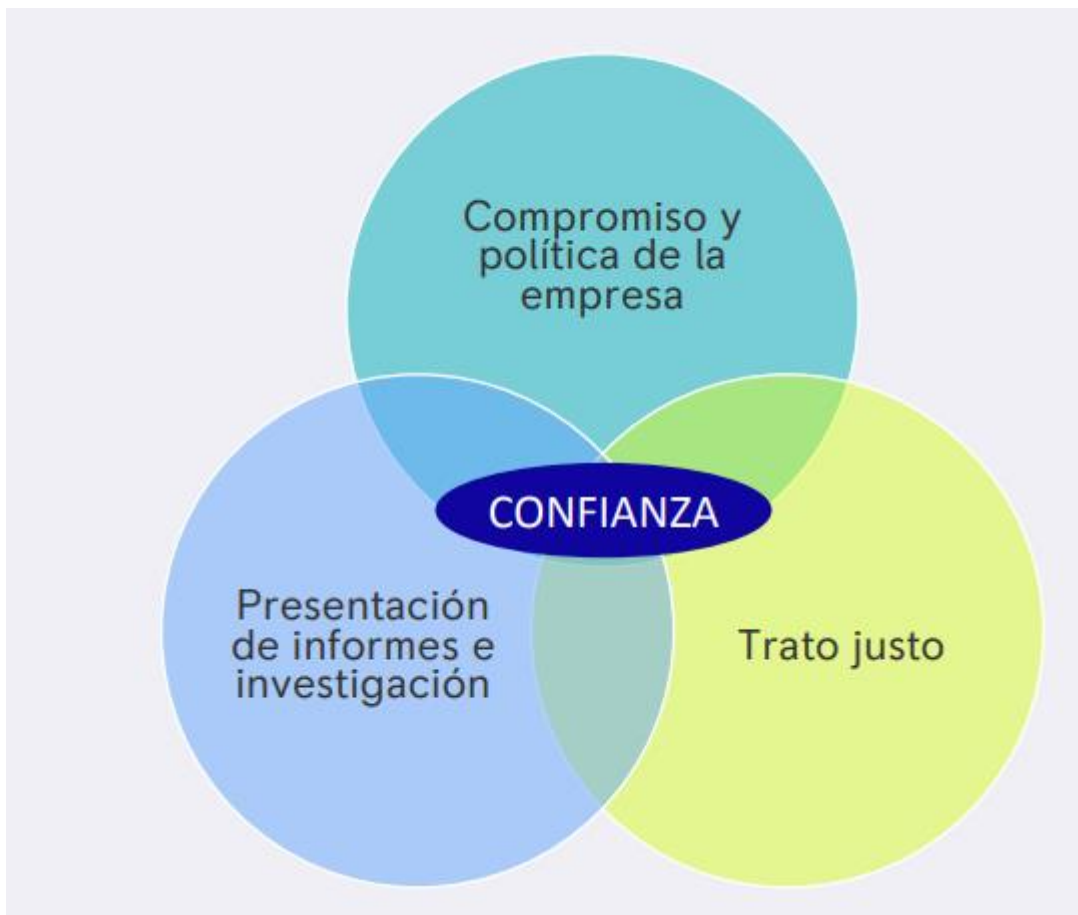 Compromiso y
política de la
empresa
CONFIANZA
Presentación
de informes e
investigación
Trato justo